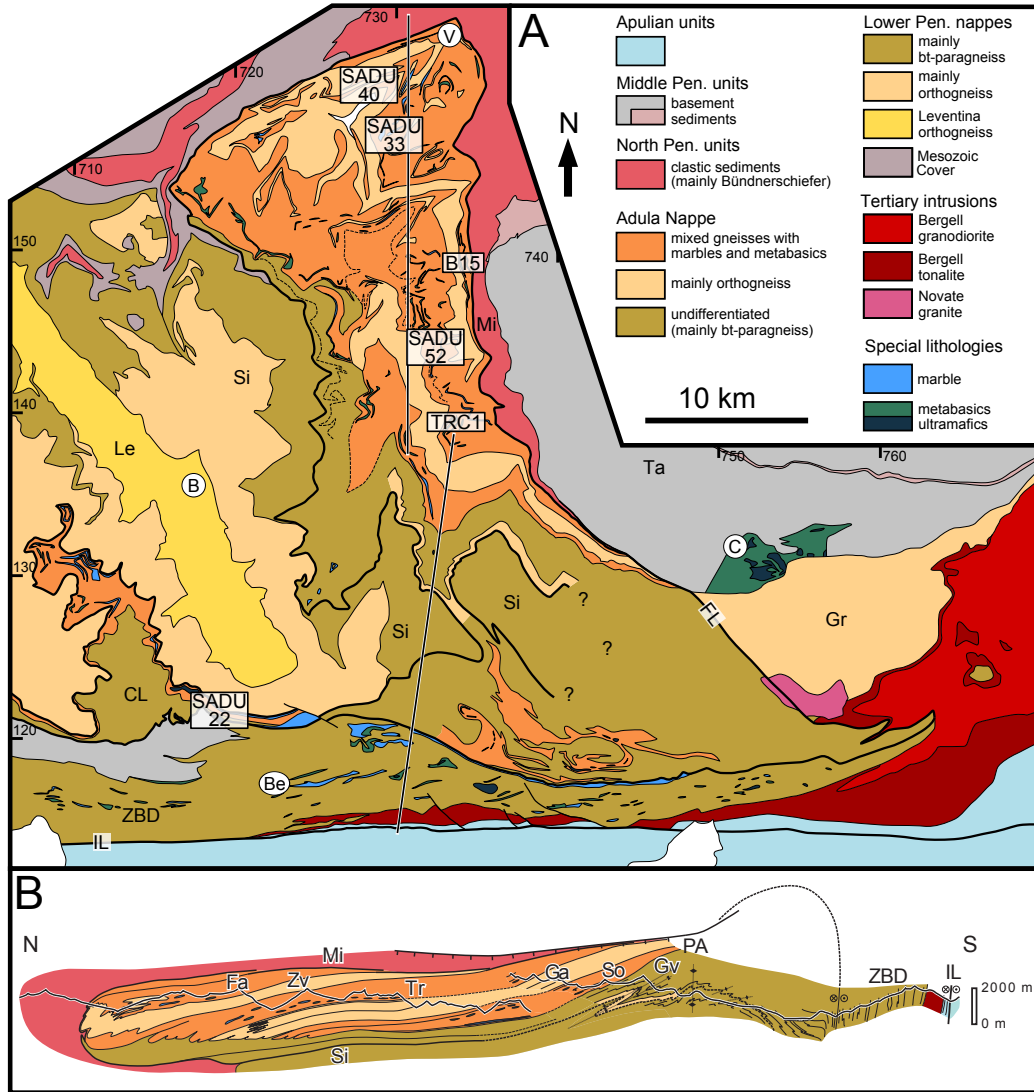 A
730
V
720
SADU
40
SADU
33
710
150
740
B15
Mi
SADU
52
Si
140
TRC1
10 km
N
Le
B
Ta
750
760
C
130
Si
?
FL
Gr
Si
?
CL
?
SADU
22
120
Be
ZBD
IL
Apulian units
Middle Pen. units
basement
sediments
North Pen. units
clastic sediments
(mainly Bündnerschiefer)
Adula Nappe
mixed gneisses with
marbles and metabasics
mainly orthogneiss
undifferentiated
(mainly bt-paragneiss)
Lower Pen. nappes
mainly
bt-paragneiss
mainly
orthogneiss
Leventina
orthogneiss
Mesozoic
Cover
Tertiary intrusions
Bergell
granodiorite
Bergell
tonalite
Novate
granite
Special lithologies
marble
metabasics
ultramafics
B
N
S
Mi
PA
Fa
Zv
Tr
Ga
So
Gv
ZBD
IL
2000 m
0 m
Si